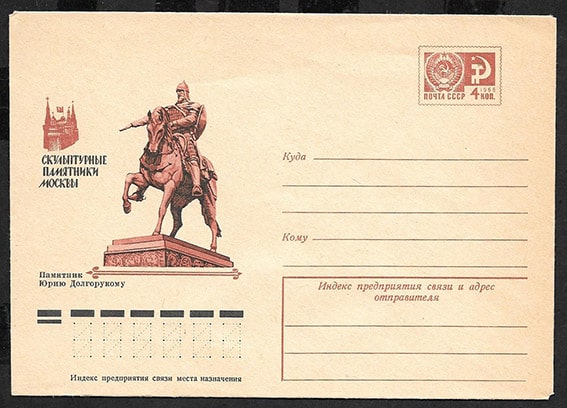 СКУЛЬПТУРНЫЕ
ПАМЯТНИКИ
МОСКВЫ
Памятник
Юрию Долгорукому
Индекс предприятия связи места назначения
1966
ПОЧТА СССР 4 КОП.
Куда
Кому
Индекс предприятия связи и адрес
отправителя